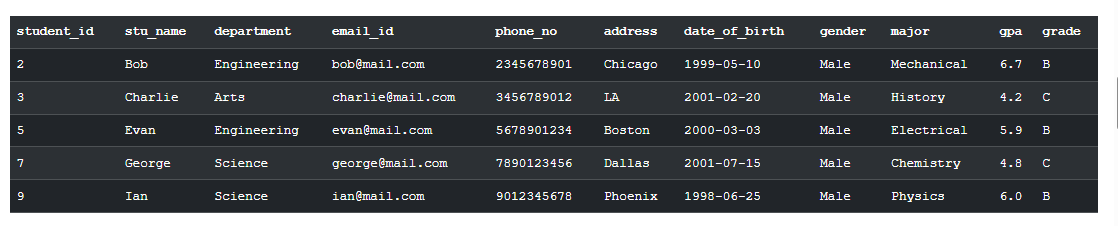 student_id stu_name department email_id phone_no address date_of_birth gender major gpa grade
2 Bob Engineering bob@mail.com 2345678901 Chicago 1999-05-10 Male Mechanical 6.7 B
3 Charlie Arts charlie@mail.com 3456789012 LA 2001-02-20 Male History 4.2 C
5 Evan Engineering evan@mail.com 5678901234 Boston 2000-03-03 Male Electrical 5.9 B
7 George Science george@mail.com 7890123456 Dallas 2001-07-15 Male Chemistry 4.8 C
9 Ian Science ian@mail.com 9012345678 Phoenix 1998-06-25 Male Physics 6.0 B